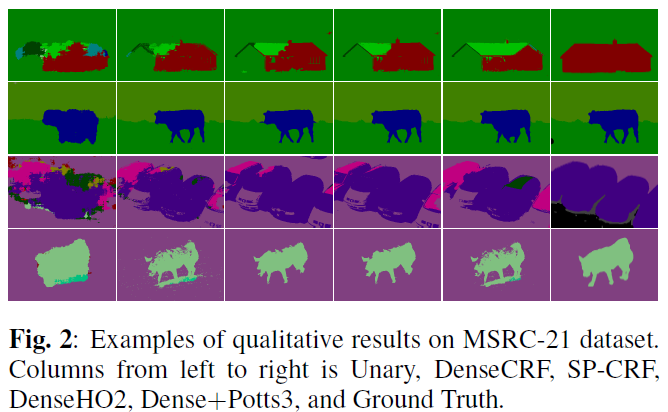 Fig. 2: Examples of qualitative results on MSRC-21 dataset.
Columns from left to right is Unary, DenseCRF, SP-CRF,
DenseHO2, Dense+Potts3, and Ground Truth.